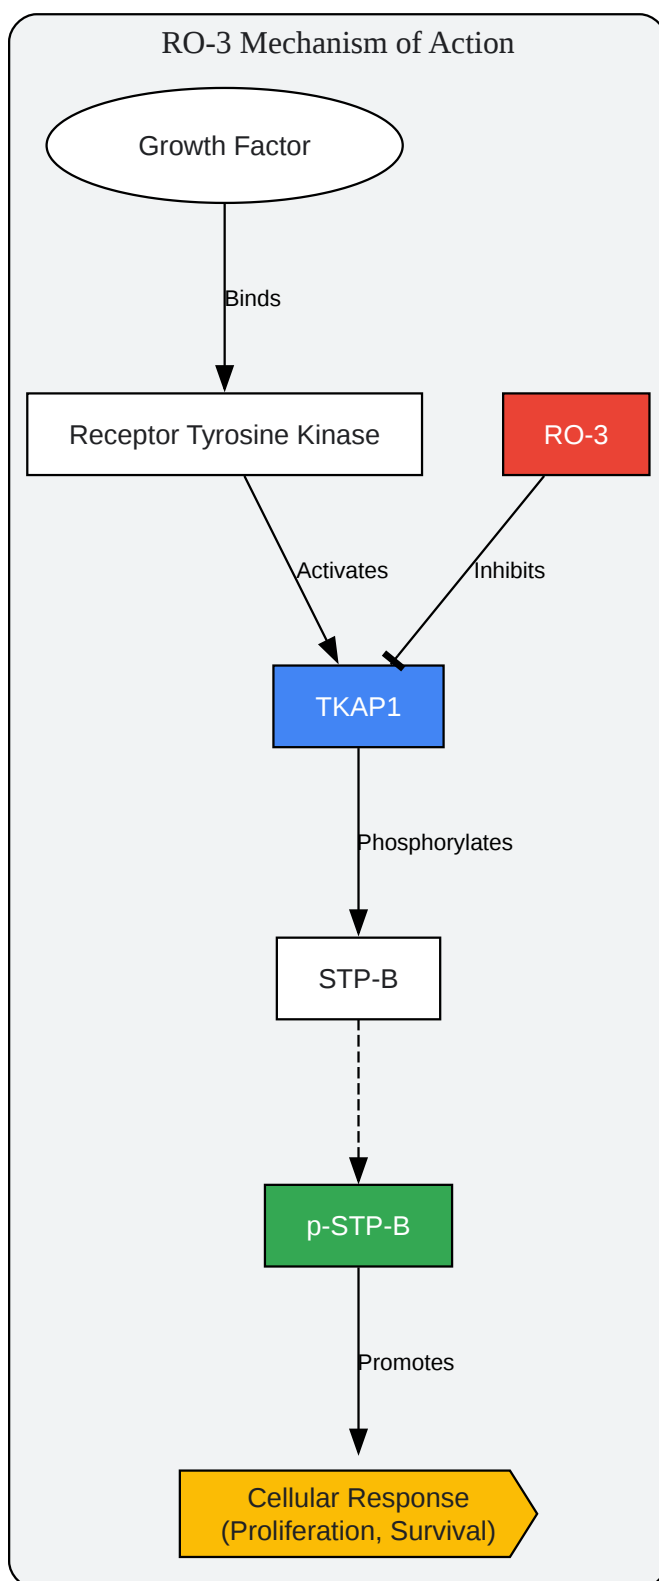 RO-3 Mechanism of Action
Growth Factor
Binds
Receptor Tyrosine Kinase
RO-3
Activates
Inhibits
TKAP1
Phosphorylates
STP-B
p-STP-B
Promotes
Cellular Response
(Proliferation, Survival)